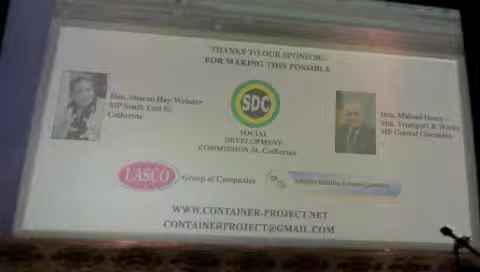 THANKS TO OUR SPONSORS
FOR MAKING THIS POSSIBLE
Hon. Sharon Hay Webster
MP South East St.
Catherine
SDC
SOCIAL
DEVELOPMENT
COMMISSION St. Catherine
Hon. Michael Henry -
Min. Transport & Works
MP Central Clarendon
LASCO
Group of Companies
WWW.CONTAINER-PROJECT.NET
CONTAINERPROJECT@GMAIL.COM